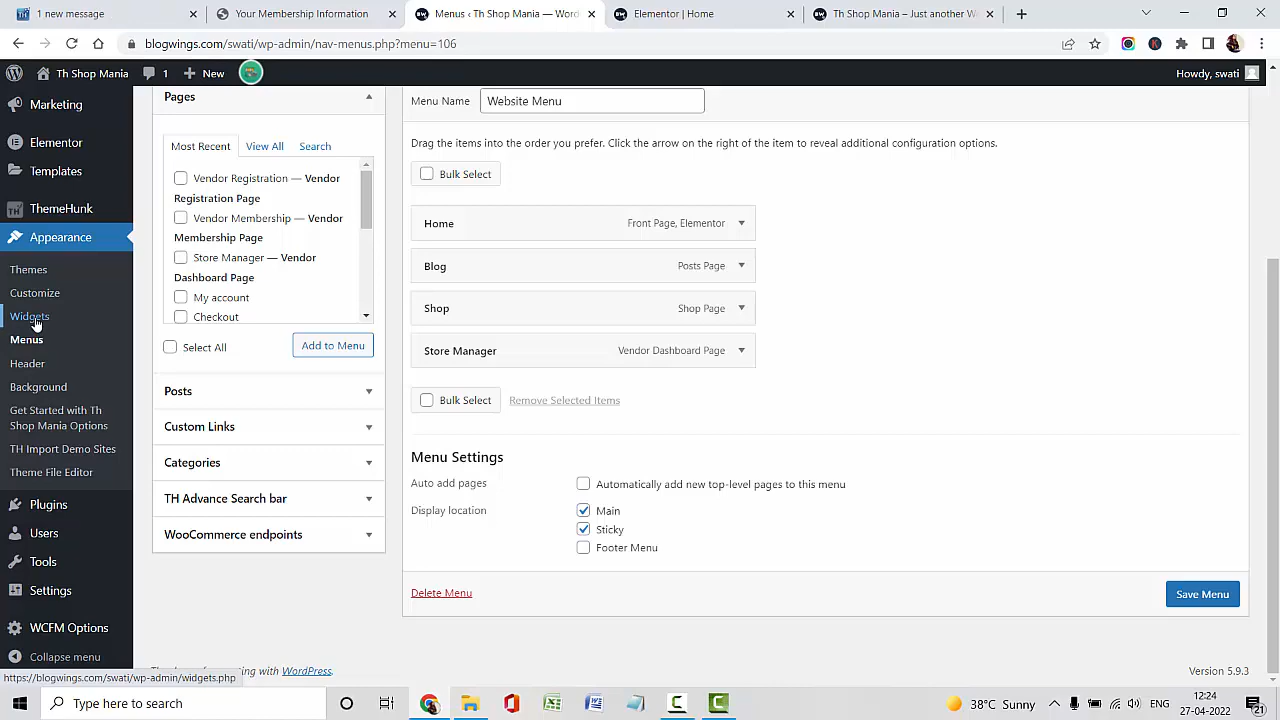 1 new message
Your Membership Information
Menus ‹ Th Shop Mania — Wor
Elementor | Home
Th Shop Mania – Just another W
blogwings.com/swati/wp-admin/nav-menus.php?menu=106
Th Shop Mania
1
New
Howdy, swati
Marketing
Elementor
Templates
ThemeHunk
Appearance
Themes
Customize
Widgets
Menus
Header
Background
Get Started with Th
Shop Mania Options
TH Import Demo Sites
Theme File Editor
Plugins
Users
Tools
Settings
WCFM Options
Collapse menu
Pages
Most Recent
View All
Search
Vendor Registration — Vendor
Registration Page
Vendor Membership — Vendor
Membership Page
Store Manager — Vendor
Dashboard Page
My account
Checkout
Select All
Add to Menu
Posts
Custom Links
Categories
TH Advance Search bar
WooCommerce endpoints
Menu Name
Website Menu
Drag the items into the order you prefer. Click the arrow on the right of the item to reveal additional configuration options.
Bulk Select
Home
Front Page, Elementor
Blog
Posts Page
Shop
Shop Page
Store Manager
Vendor Dashboard Page
Bulk Select
Remove Selected Items
Menu Settings
Auto add pages
Automatically add new top-level pages to this menu
Display location
Main
Sticky
Footer Menu
Delete Menu
Save Menu
with WordPress.
Version 5.9.3
https://blogwings.com/swati/wp-admin/widgets.php
Type here to search
38°C Sunny
ENG
12:24
27-04-2022
21